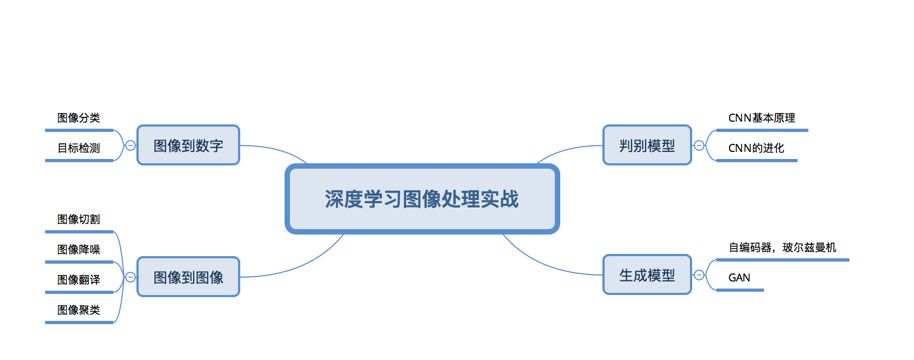 深度学习图像处理实战
图像到数字
图像分类
目标检测
图像到图像
图像切割
图像降噪
图像翻译
图像聚类
判别模型
CNN基本原理
CNN的进化
生成模型
自编码器，玻尔兹曼机
GAN